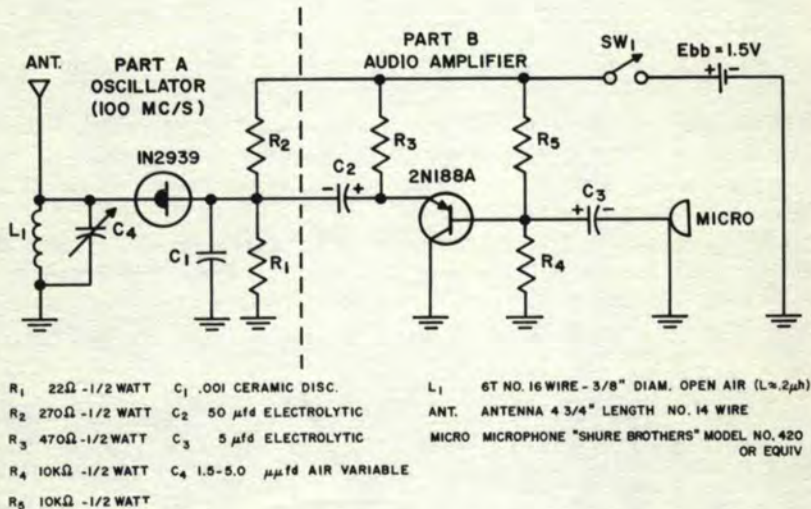 ANT.
PART A
OSCILLATOR
(100 MC/S)
PART B
AUDIO AMPLIFIER
SW1
Ebb = 1.5V
+ -
1N2939
R2
C2
- +
R3
2N188A
R5
C3
+ -
MICRO
L1
C4
C1
R1
R4
R1 22Ω -1/2 WATT C1 .001 CERAMIC DISC. L1 6T NO. 16 WIRE - 3/8" DIAM. OPEN AIR (L≈.2μh)
R2 270Ω -1/2 WATT C2 50 μfd ELECTROLYTIC ANT. ANTENNA 4 3/4" LENGTH NO. 14 WIRE
R3 470Ω -1/2 WATT C3 5 μfd ELECTROLYTIC MICRO MICROPHONE "SHURE BROTHERS" MODEL NO. 420
OR EQUIV
R4 10KΩ -1/2 WATT C4 1.5-5.0 μμfd AIR VARIABLE
R5 10KΩ -1/2 WATT